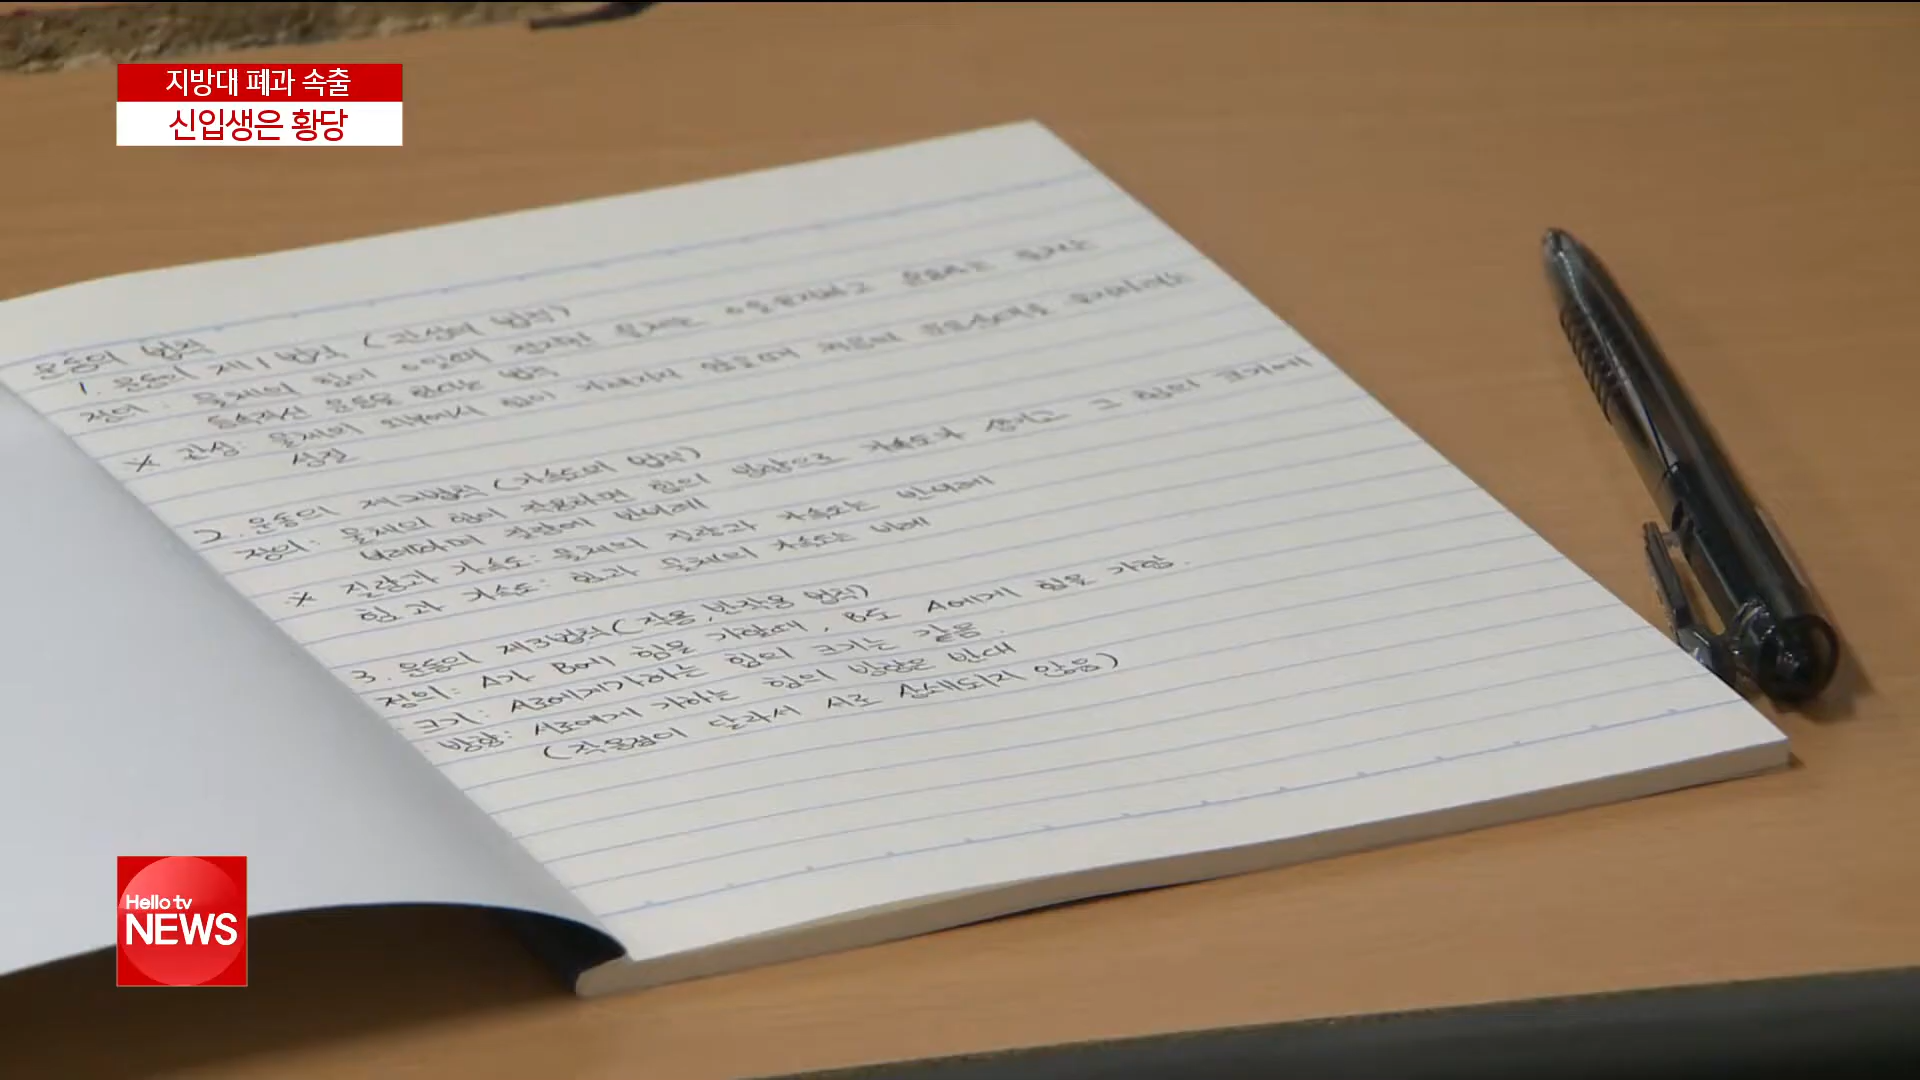 지방대 폐과 속출
신입생은 황당
운동의 법칙
1. 운동의 제1법칙 (관성의 법칙)
정의: 물체의 힘이 0일때 정지한 물체는
등속직선 운동을 한다는 법칙
※ 관성: 물체의 외부에서 힘이 가해지지 않을때 처음의 운동상태를 유지하려는
성질
2. 운동의 제2법칙 (가속도의 법칙)
정의: 물체의 힘이 작용하면 힘의 방향으로 가속도가 생기고 그 힘의 크기에
비례하며 질량에 반비례
※ 질량과 가속도: 물체의 질량과 가속도는 반비례
힘과 가속도: 힘과 물체의 가속도는 비례
3. 운동의 제3법칙(작용, 반작용 법칙)
정의: A가 B에 힘을 가할때, B도 A에게 힘을 가함.
크기: 서로에게가하는 힘의 크기는 같음.
방향: 서로에게 가하는 힘의 방향은 반대
(작용점이 달라서 서로 상쇄되지 않음)
Hello tv
NEWS